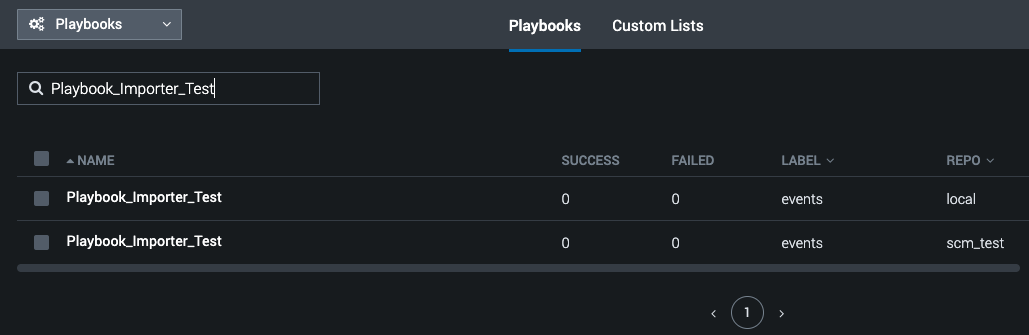 Playbooks
Playbooks Custom Lists
Playbook_Importer_Test
NAME SUCCESS FAILED LABEL REPO
Playbook_Importer_Test 0 0 events local
Playbook_Importer_Test 0 0 events scm_test
1